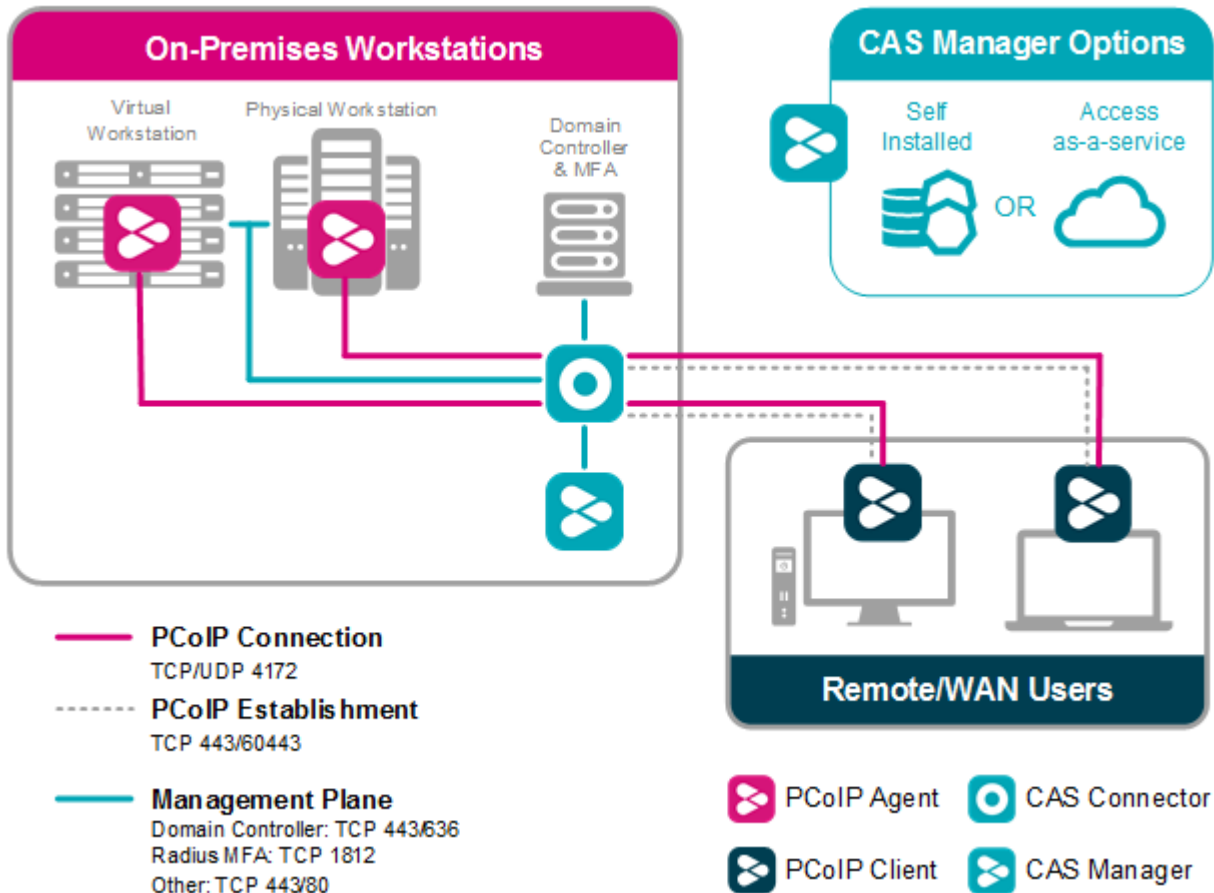 On-Premises Workstations
Virtual
Workstation
Physical Workstation
Domain
Controller
& MFA
CAS Manager Options
Self
Installed
OR
Access
as-a-service
Remote/WAN Users
PCoIP Connection
TCP/UDP 4172
PCoIP Establishment
TCP 443/60443
Management Plane
Domain Controller: TCP 443/636
Radius MFA: TCP 1812
Other: TCP 443/80
PCoIP Agent
CAS Connector
PCoIP Client
CAS Manager